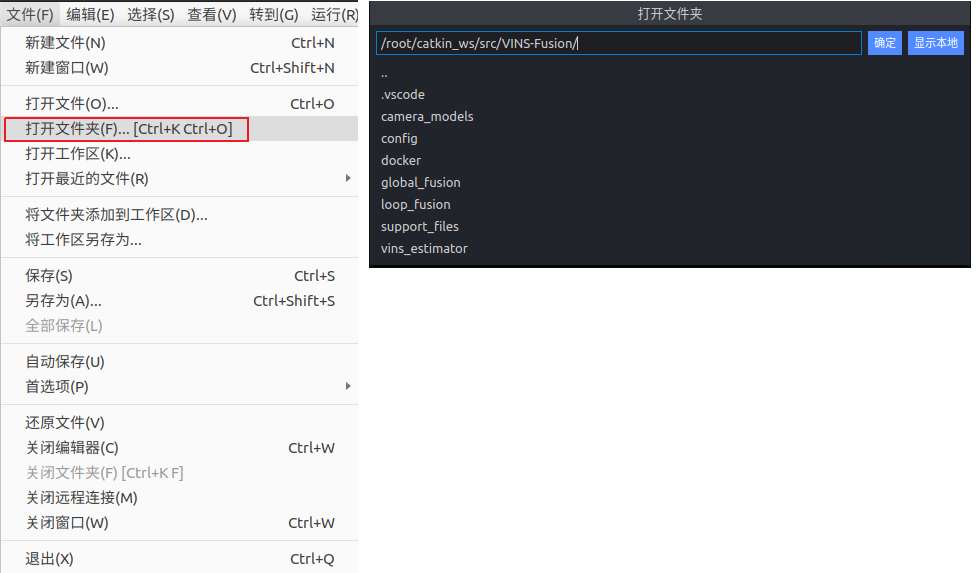 文件(F) 编辑(E) 选择(S) 查看(V) 转到(G) 运行(R)
新建文件(N) Ctrl+N
新建窗口(W) Ctrl+Shift+N
打开文件(O)... Ctrl+O
打开文件夹(F)... [Ctrl+K Ctrl+O]
打开工作区(K)...
打开最近的文件(R)
将文件夹添加到工作区(D)...
将工作区另存为...
保存(S) Ctrl+S
另存为(A)... Ctrl+Shift+S
全部保存(L)
自动保存(U)
首选项(P)
还原文件(V)
关闭编辑器(C) Ctrl+W
关闭文件夹(F) [Ctrl+K F]
关闭远程连接(M)
关闭窗口(W) Ctrl+W
退出(X) Ctrl+Q
打开文件夹
/root/catkin_ws/src/VINS-Fusion/ 确定 显示本地
..
.vscode
camera_models
config
docker
global_fusion
loop_fusion
support_files
vins_estimator